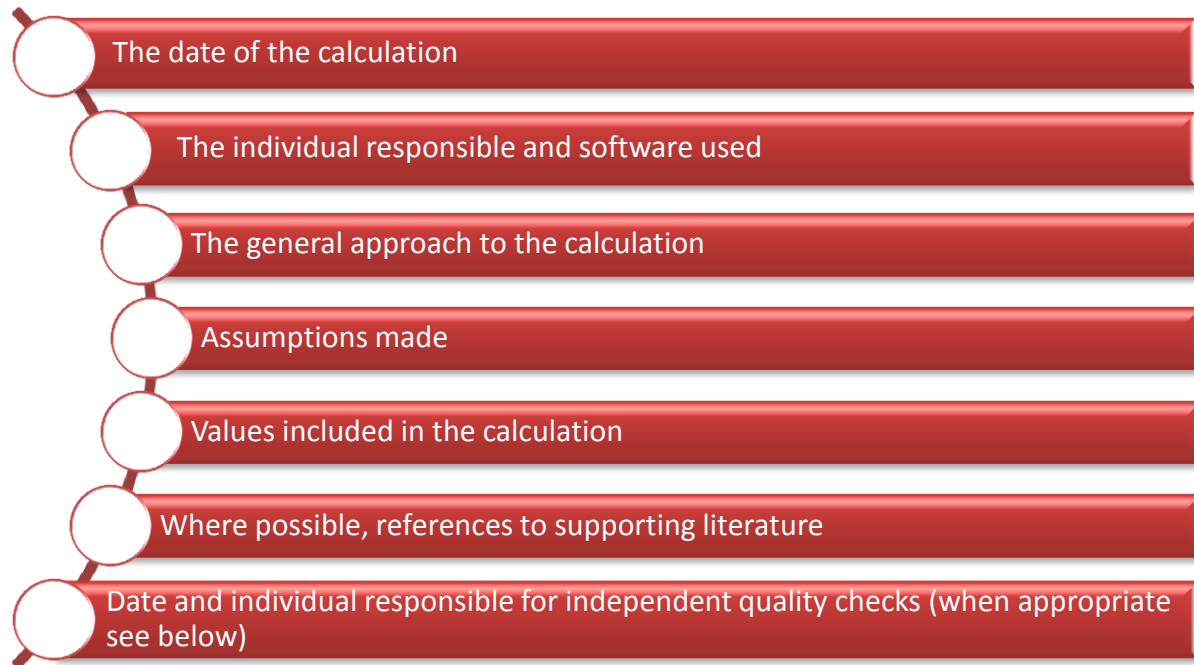 The date of the calculation
The individual responsible and software used
The general approach to the calculation
Assumptions made
Values included in the calculation
Where possible, references to supporting literature
Date and individual responsible for independent quality checks (when appropriate
see below)